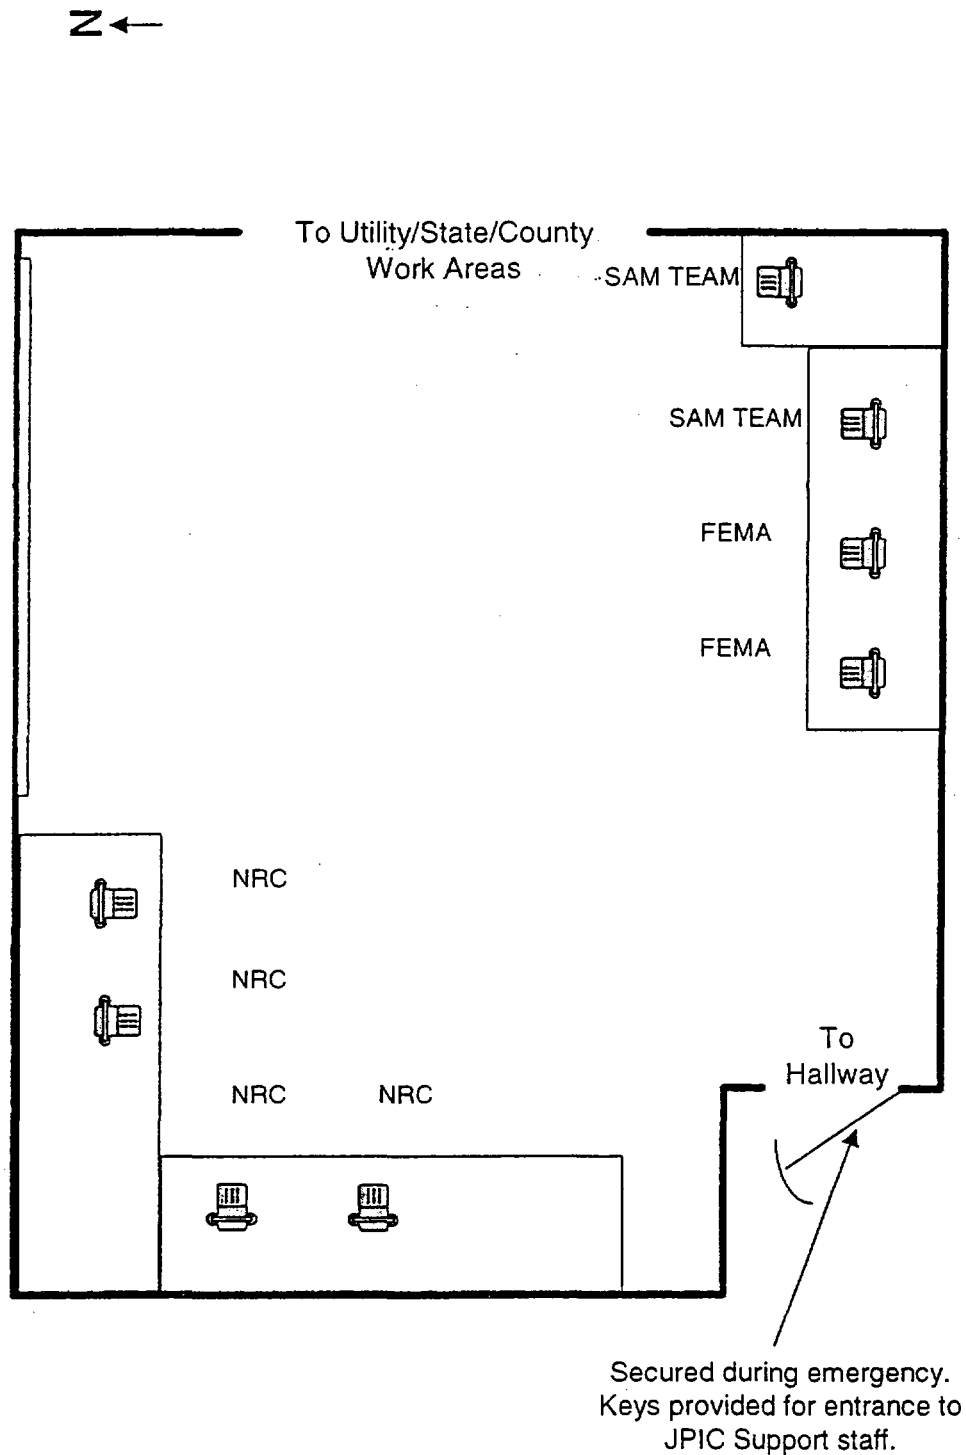 N
To Utility/State/County
Work Areas
SAM TEAM
SAM TEAM
FEMA
FEMA
NRC
NRC
NRC NRC
To
Hallway
Secured during emergency.
Keys provided for entrance to
JPIC Support staff.